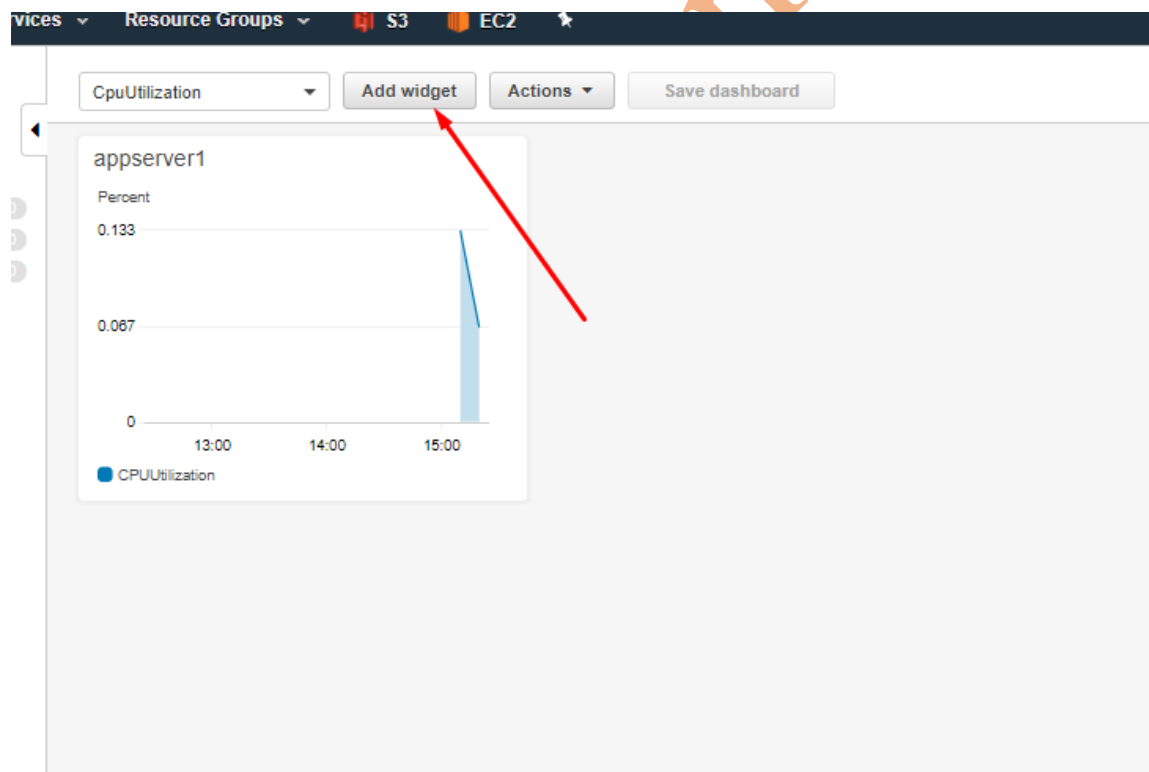 rvices Resource Groups S3 EC2
CpuUtilization Add widget Actions Save dashboard
appserver1
Percent
0.133
0.067
0
13:00 14:00 15:00
CPUUtilization